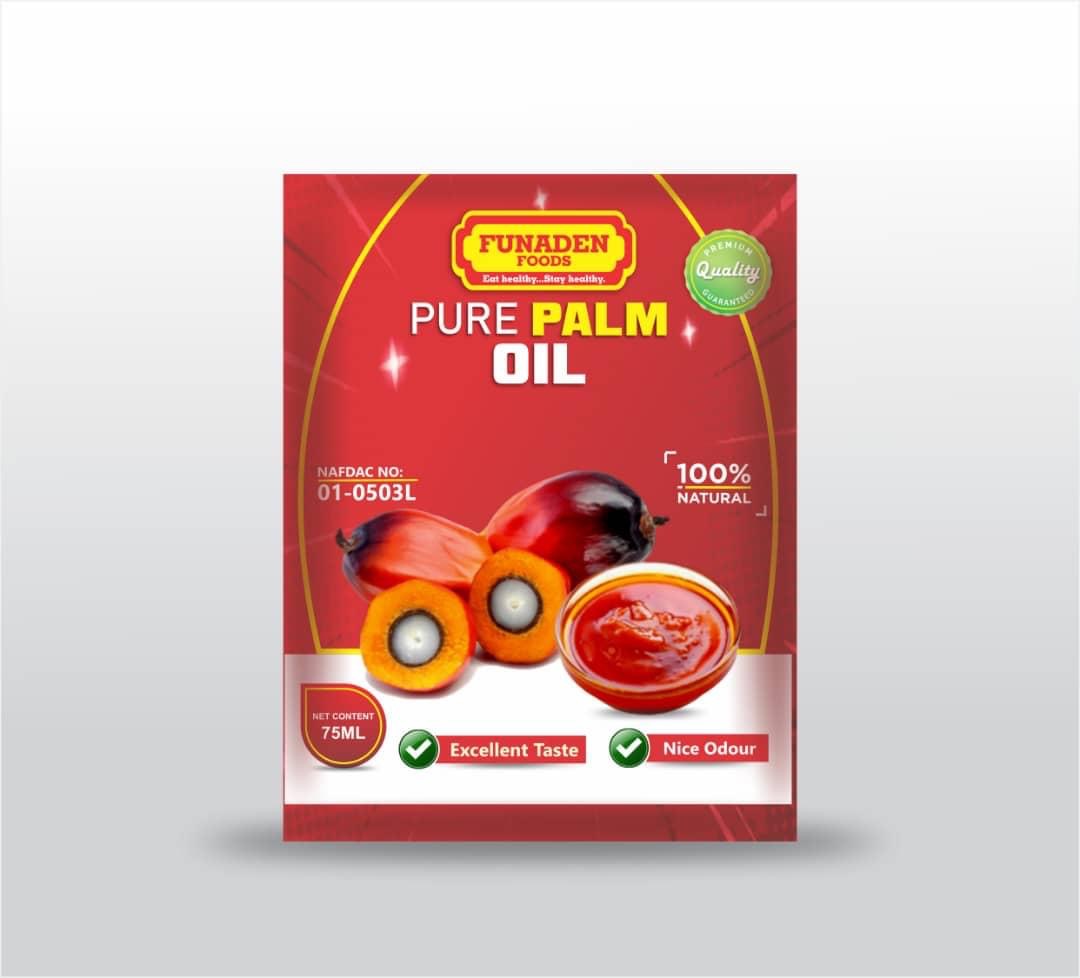 FUNADEN
FOODS
Eat healthy...Stay healthy.
PREMIUM
Quality
GUARANTEED
PURE PALM
OIL
NAFDAC NO:
01-0503L
100%
NATURAL
NET CONTENT
75ML
Excellent Taste
Nice Odour